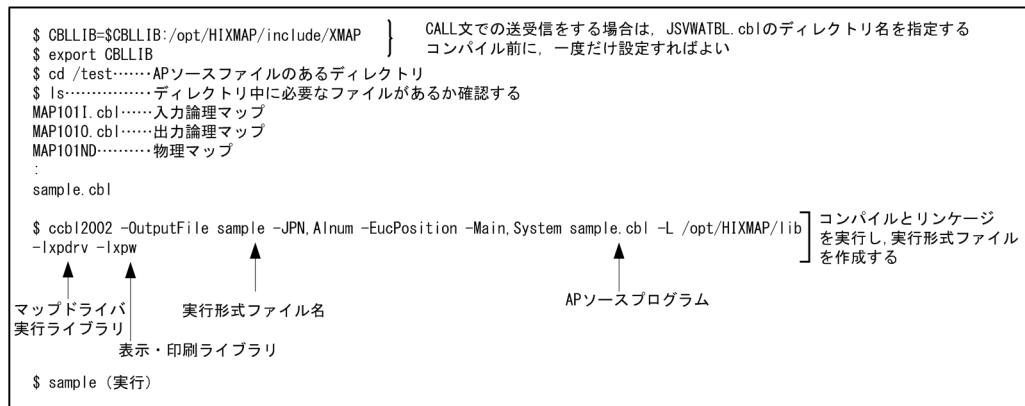 $ CBLLIB=$CBLLIB:/opt/HIXMAP/include/XMAP
$ export CBLLIB
CALL文での送受信をする場合は，JSVWATBL.cblのディレクトリ名を指定する
コンパイル前に，一度だけ設定すればよい
$ cd /test‥‥‥‥APソースファイルのあるディレクトリ
$ ls‥‥‥‥‥‥‥‥ディレクトリ中に必要なファイルがあるか確認する
MAP101I.cbl‥‥‥入力論理マップ
MAP101O.cbl‥‥‥出力論理マップ
MAP101ND‥‥‥‥‥物理マップ
:
sample.cbl
$ ccbl2002 -OutputFile sample -JPN,Alnum -EucPosition -Main,System sample.cbl -L /opt/HIXMAP/lib
-lxpdrv -lxpw
コンパイルとリンケージ
を実行し,実行形式ファイル
を作成する
マップドライバ
実行ライブラリ
実行形式ファイル名
APソースプログラム
表示・印刷ライブラリ
$ sample（実行）